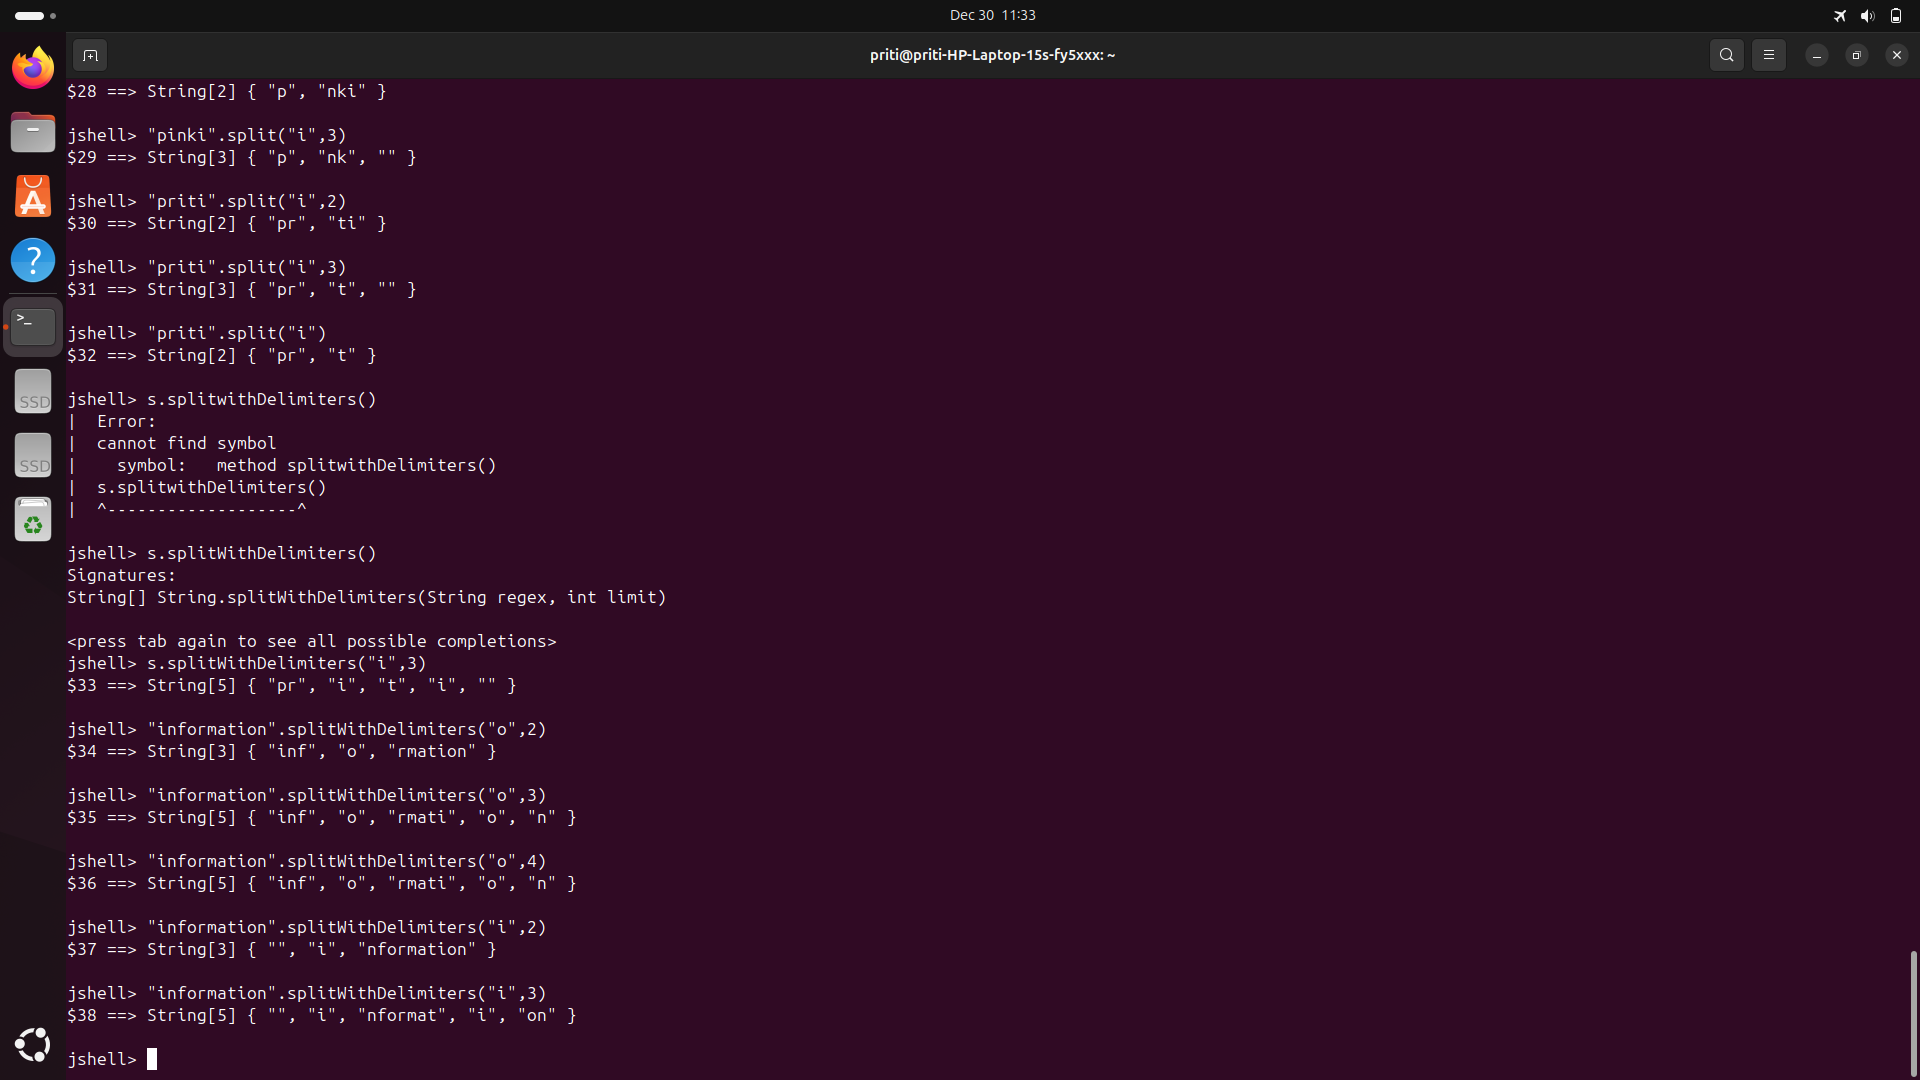 Dec 30 11:33
priti@priti-HP-Laptop-15s-fy5xxx: ~
$28 ==> String[2] { "p", "nki" }
jshell> "pinki".split("i",3)
$29 ==> String[3] { "p", "nk", "" }
jshell> "priti".split("i",2)
$30 ==> String[2] { "pr", "ti" }
jshell> "priti".split("i",3)
$31 ==> String[3] { "pr", "t", "" }
jshell> "priti".split("i")
$32 ==> String[2] { "pr", "t" }
jshell> s.splitwithDelimiters()
|  Error:
|  cannot find symbol
|    symbol:   method splitwithDelimiters()
|  s.splitwithDelimiters()
|  ^-------------------^
jshell> s.splitWithDelimiters()
Signatures:
String[] String.splitWithDelimiters(String regex, int limit)
<press tab again to see all possible completions>
jshell> s.splitWithDelimiters("i",3)
$33 ==> String[5] { "pr", "i", "t", "i", "" }
jshell> "information".splitWithDelimiters("o",2)
$34 ==> String[3] { "inf", "o", "rmation" }
jshell> "information".splitWithDelimiters("o",3)
$35 ==> String[5] { "inf", "o", "rmati", "o", "n" }
jshell> "information".splitWithDelimiters("o",4)
$36 ==> String[5] { "inf", "o", "rmati", "o", "n" }
jshell> "information".splitWithDelimiters("i",2)
$37 ==> String[3] { "", "i", "nformation" }
jshell> "information".splitWithDelimiters("i",3)
$38 ==> String[5] { "", "i", "nformat", "i", "on" }
jshell>
>_
SSD
SSD